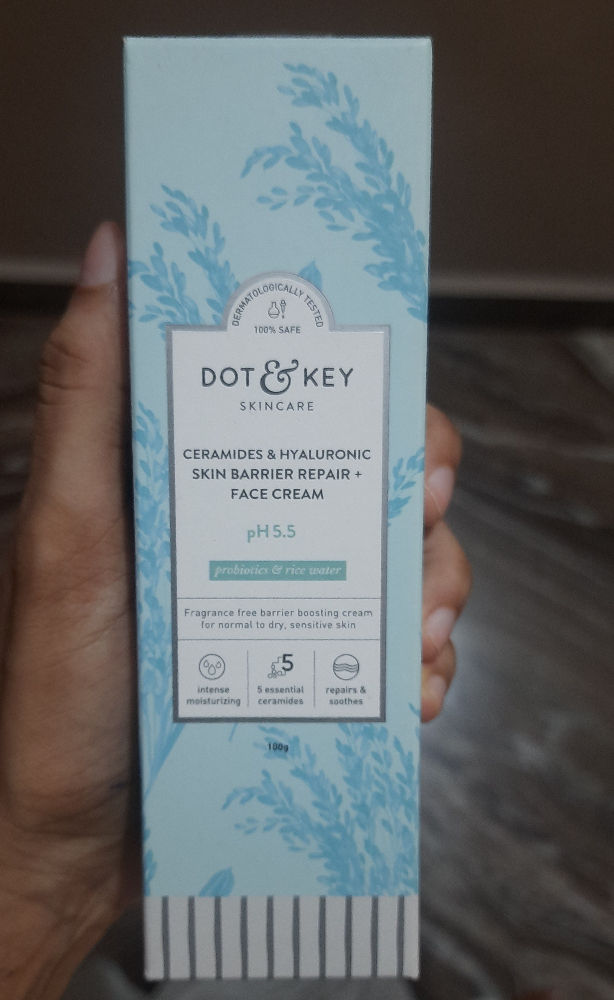 DERMATOLOGICALLY TESTED
100% SAFE
DOT & KEY
SKINCARE
CERAMIDES & HYALURONIC
SKIN BARRIER REPAIR +
FACE CREAM
pH 5.5
probiotics & rice water
Fragrance free barrier boosting cream
for normal to dry, sensitive skin
intense
moisturizing
5
5 essential
ceramides
repairs &
soothes
100g